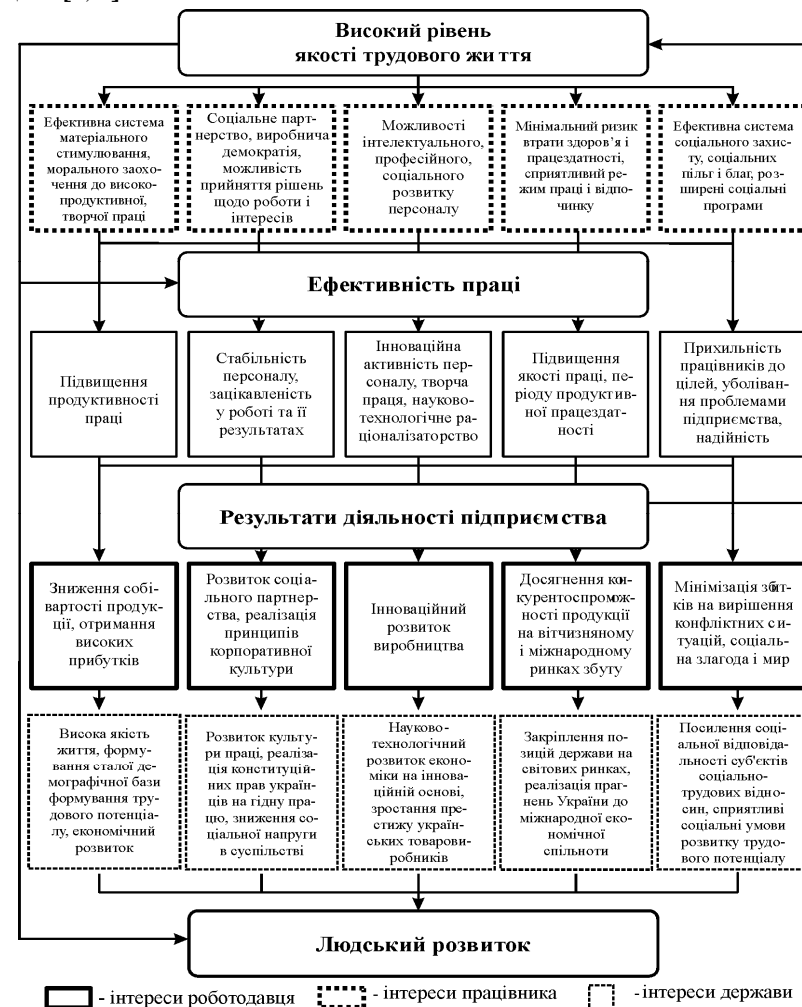 Високий рівень
якості трудового життя
Ефективна система
матеріального
стимулювання,
морального заохо-
чення до високо-
продуктивної,
творчої праці
Соціальне парт-
нерство, виробнича
демократія,
можливість
прийняття рішень
щодо роботи і
інтересів
Можливості
інтелектуального,
професійного,
соціального
розвитку
персоналу
Мінімальний ризик
втрати здоров’я і
працездатності,
сприятливий ре-
жим праці і відпо-
чинку
Ефективна система
соціального захис-
ту, соціальних
пільг і благ, роз-
ширені соціальні
програми
Ефективність праці
Підвищення
продуктивності
праці
Стабільність
персоналу,
зацікавленість
у роботі та її
результатах
Інноваційна
активність пер-
соналу, творча
праця, науково-
технологічне ра-
ціоналізаторство
Підвищення
якості праці, пе-
ріоду продуктив-
ної працездат-
ності
Прихильність
працівників до
цілей, уболіван-
ня проблемами
підприємства,
надійність
Результати діяльності підприємства
Зниження собі-
вартості продук-
ції, отримання
високих
прибутків
Розвиток соціа-
льного партнер-
ства, реалізація
принципів
корпоративної
культури
Інноваційний
розвиток
виробництва
Досягнення кон-
курентоспромож-
ності продукції
на вітчизняному
і міжнародному
ринках збуту
Мінімізація збит-
ків на вирішення
конфліктних си-
туацій, соціаль-
на злагода і мир
Висока якість
життя, форму-
вання сталої де-
мографічної бази
формування тру-
дового потенціа-
лу, економічний
розвиток
Розвиток культу-
ри праці, реаліза-
ція конституцій-
них прав україн-
ців на гідну пра-
цю, зниження со-
ціальної напруги
в суспільстві
Науково-
технологічний
розвиток еконо-
міки на іннова-
ційній основі,
зростання пре-
стижу україн-
ських товарови-
робників
Закріплення по-
зицій держави на
світових ринках,
реалізація праг-
нень України до
міжнародної еко-
номічної
спільноти
Посилення соці-
альної відповіда-
льності суб'єктів
соціально-
трудових відно-
син, сприятливі
соціальні умови
розвитку трудо-
вого потенціалу
Людський розвиток
- інтереси роботодавця - інтереси працівника - інтереси держави